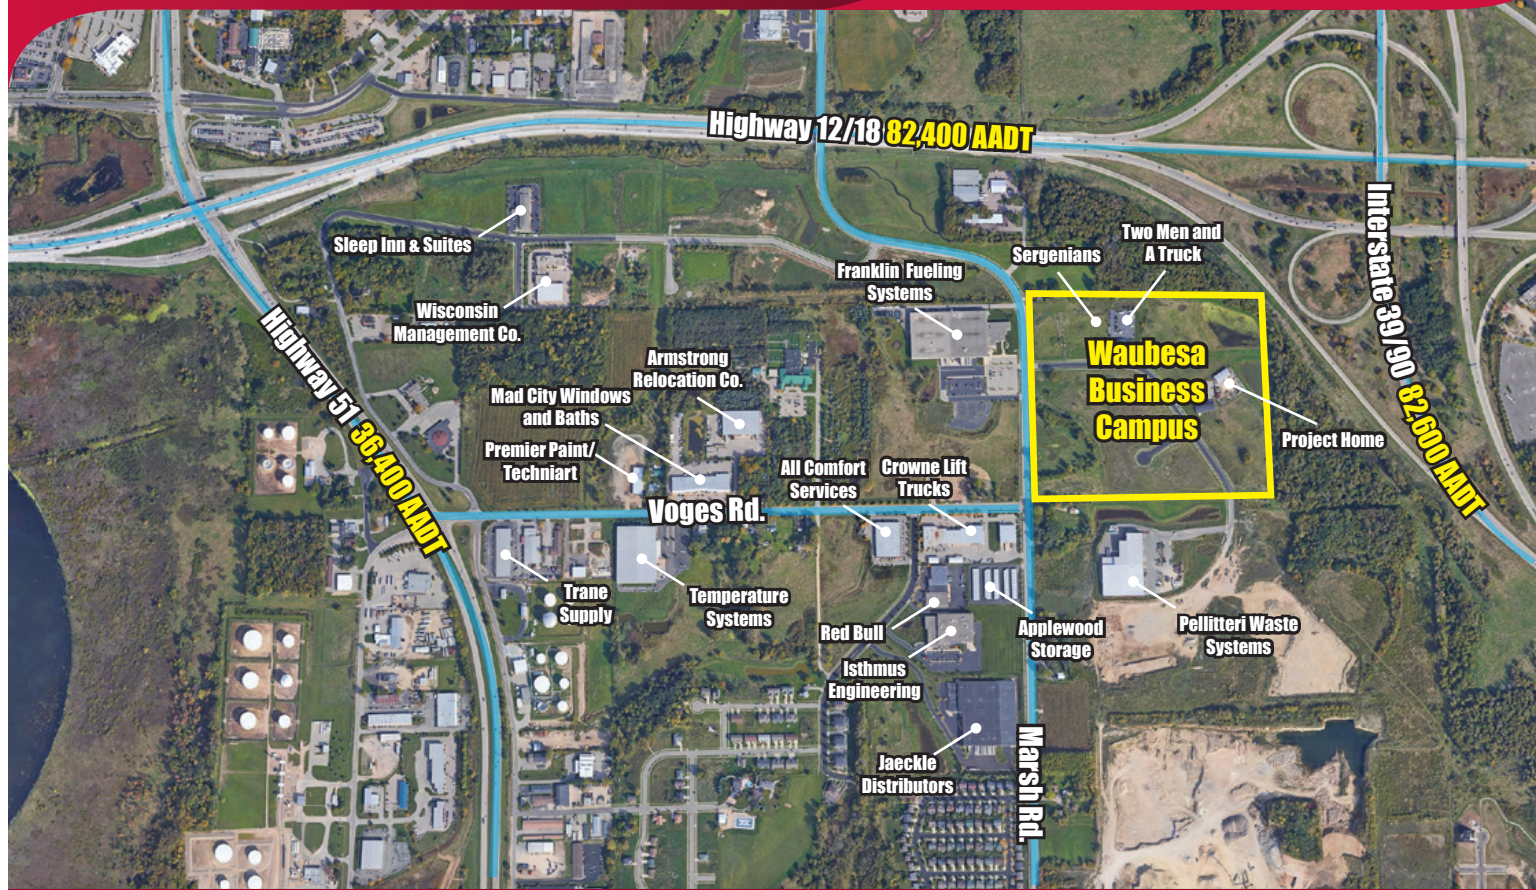 Highway 12/18 82,400 AADT
Sleep Inn & Suites
Wisconsin
Management Co.
Franklin Fueling
Systems
Sergenians
Two Men and
A Truck
Interstate 39/90 82,600 AADT
Highway 51 36,400 AADT
Armstrong
Relocation Co.
Mad City Windows
and Baths
Premier Paint/
Techniart
Waubesa
Business
Campus
Project Home
All Comfort
Services
Crowne Lift
Trucks
Voges Rd.
Trane
Supply
Temperature
Systems
Red Bull
Isthmus
Engineering
Applewood
Storage
Pellitteri Waste
Systems
Jaeckle
Distributors
Marsh Rd.